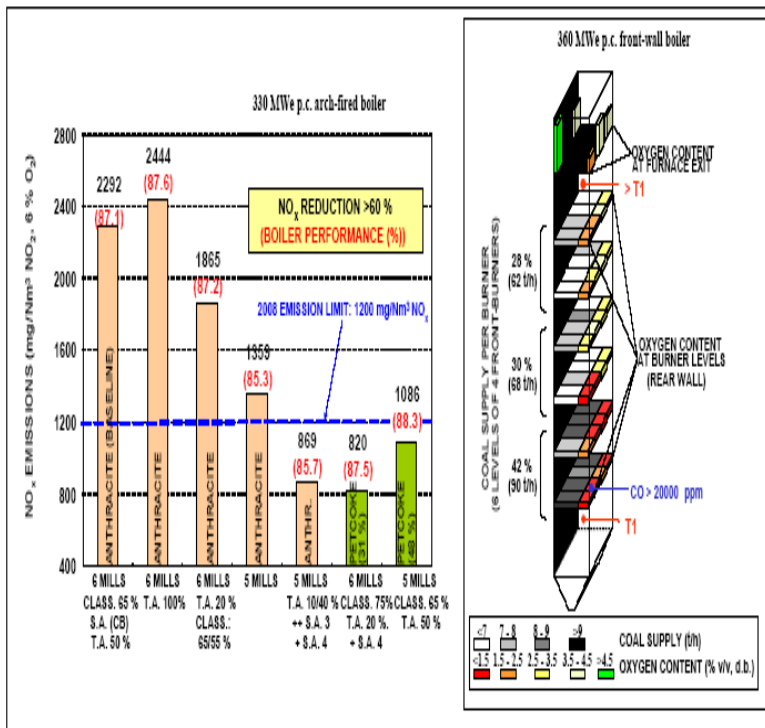 330 MWe p.c. arch-fired boiler
NOx EMISSIONS (mg/Nm³ NO₂, 6 % O₂)
2800
2400
2000
1600
1200
800
400
2292
(87.1)
2444
(87.6)
1865
(87.2)
1359
(85.3)
869
(85.7)
820
(87.5)
1086
(88.3)
NOx REDUCTION >60 %
(BOILER PERFORMANCE (%))
2008 EMISSION LIMIT: 1200 mg/Nm³ NOx
ANTHRACITE (BASELINE)
ANTHRACITE
ANTHRACITE
ANTHRACITE
ANTHR..
PETCOKE
(31 %)
PETCOKE
(48 %)
6 MILLS
CLASS. 65 %
S.A. (CB)
T.A. 50 %
6 MILLS
T.A. 100%
6 MILLS
T.A. 20 %
CLASS.:
65/55 %
5 MILLS
5 MILLS
T.A. 10/40 %
++ S.A. 3
+ S.A. 4
6 MILLS
CLASS. 75%
T.A. 20%.
+ S.A. 4
5 MILLS
CLASS. 65 %
T.A. 50%
360 MWe p.c. front-wall boiler
OXYGEN CONTENT
AT FURNACE EXIT
> T1
COAL SUPPLY PER BURNER
(6 LEVELS OF 4 FRONT-BURNERS)
28 %
(62 t/h)
30 %
(68 t/h)
42 %
(90 t/h)
OXYGEN CONTENT
AT BURNER LEVELS
(REAR WALL)
CO > 20000 ppm
T1
<7 7 - 8 8 - 9 >9
COAL SUPPLY (t/h)
<1.5 1.5 - 2.5 2.5 - 3.5 3.5 - 4.5 >4.5
OXYGEN CONTENT (% v/v, d.b.)